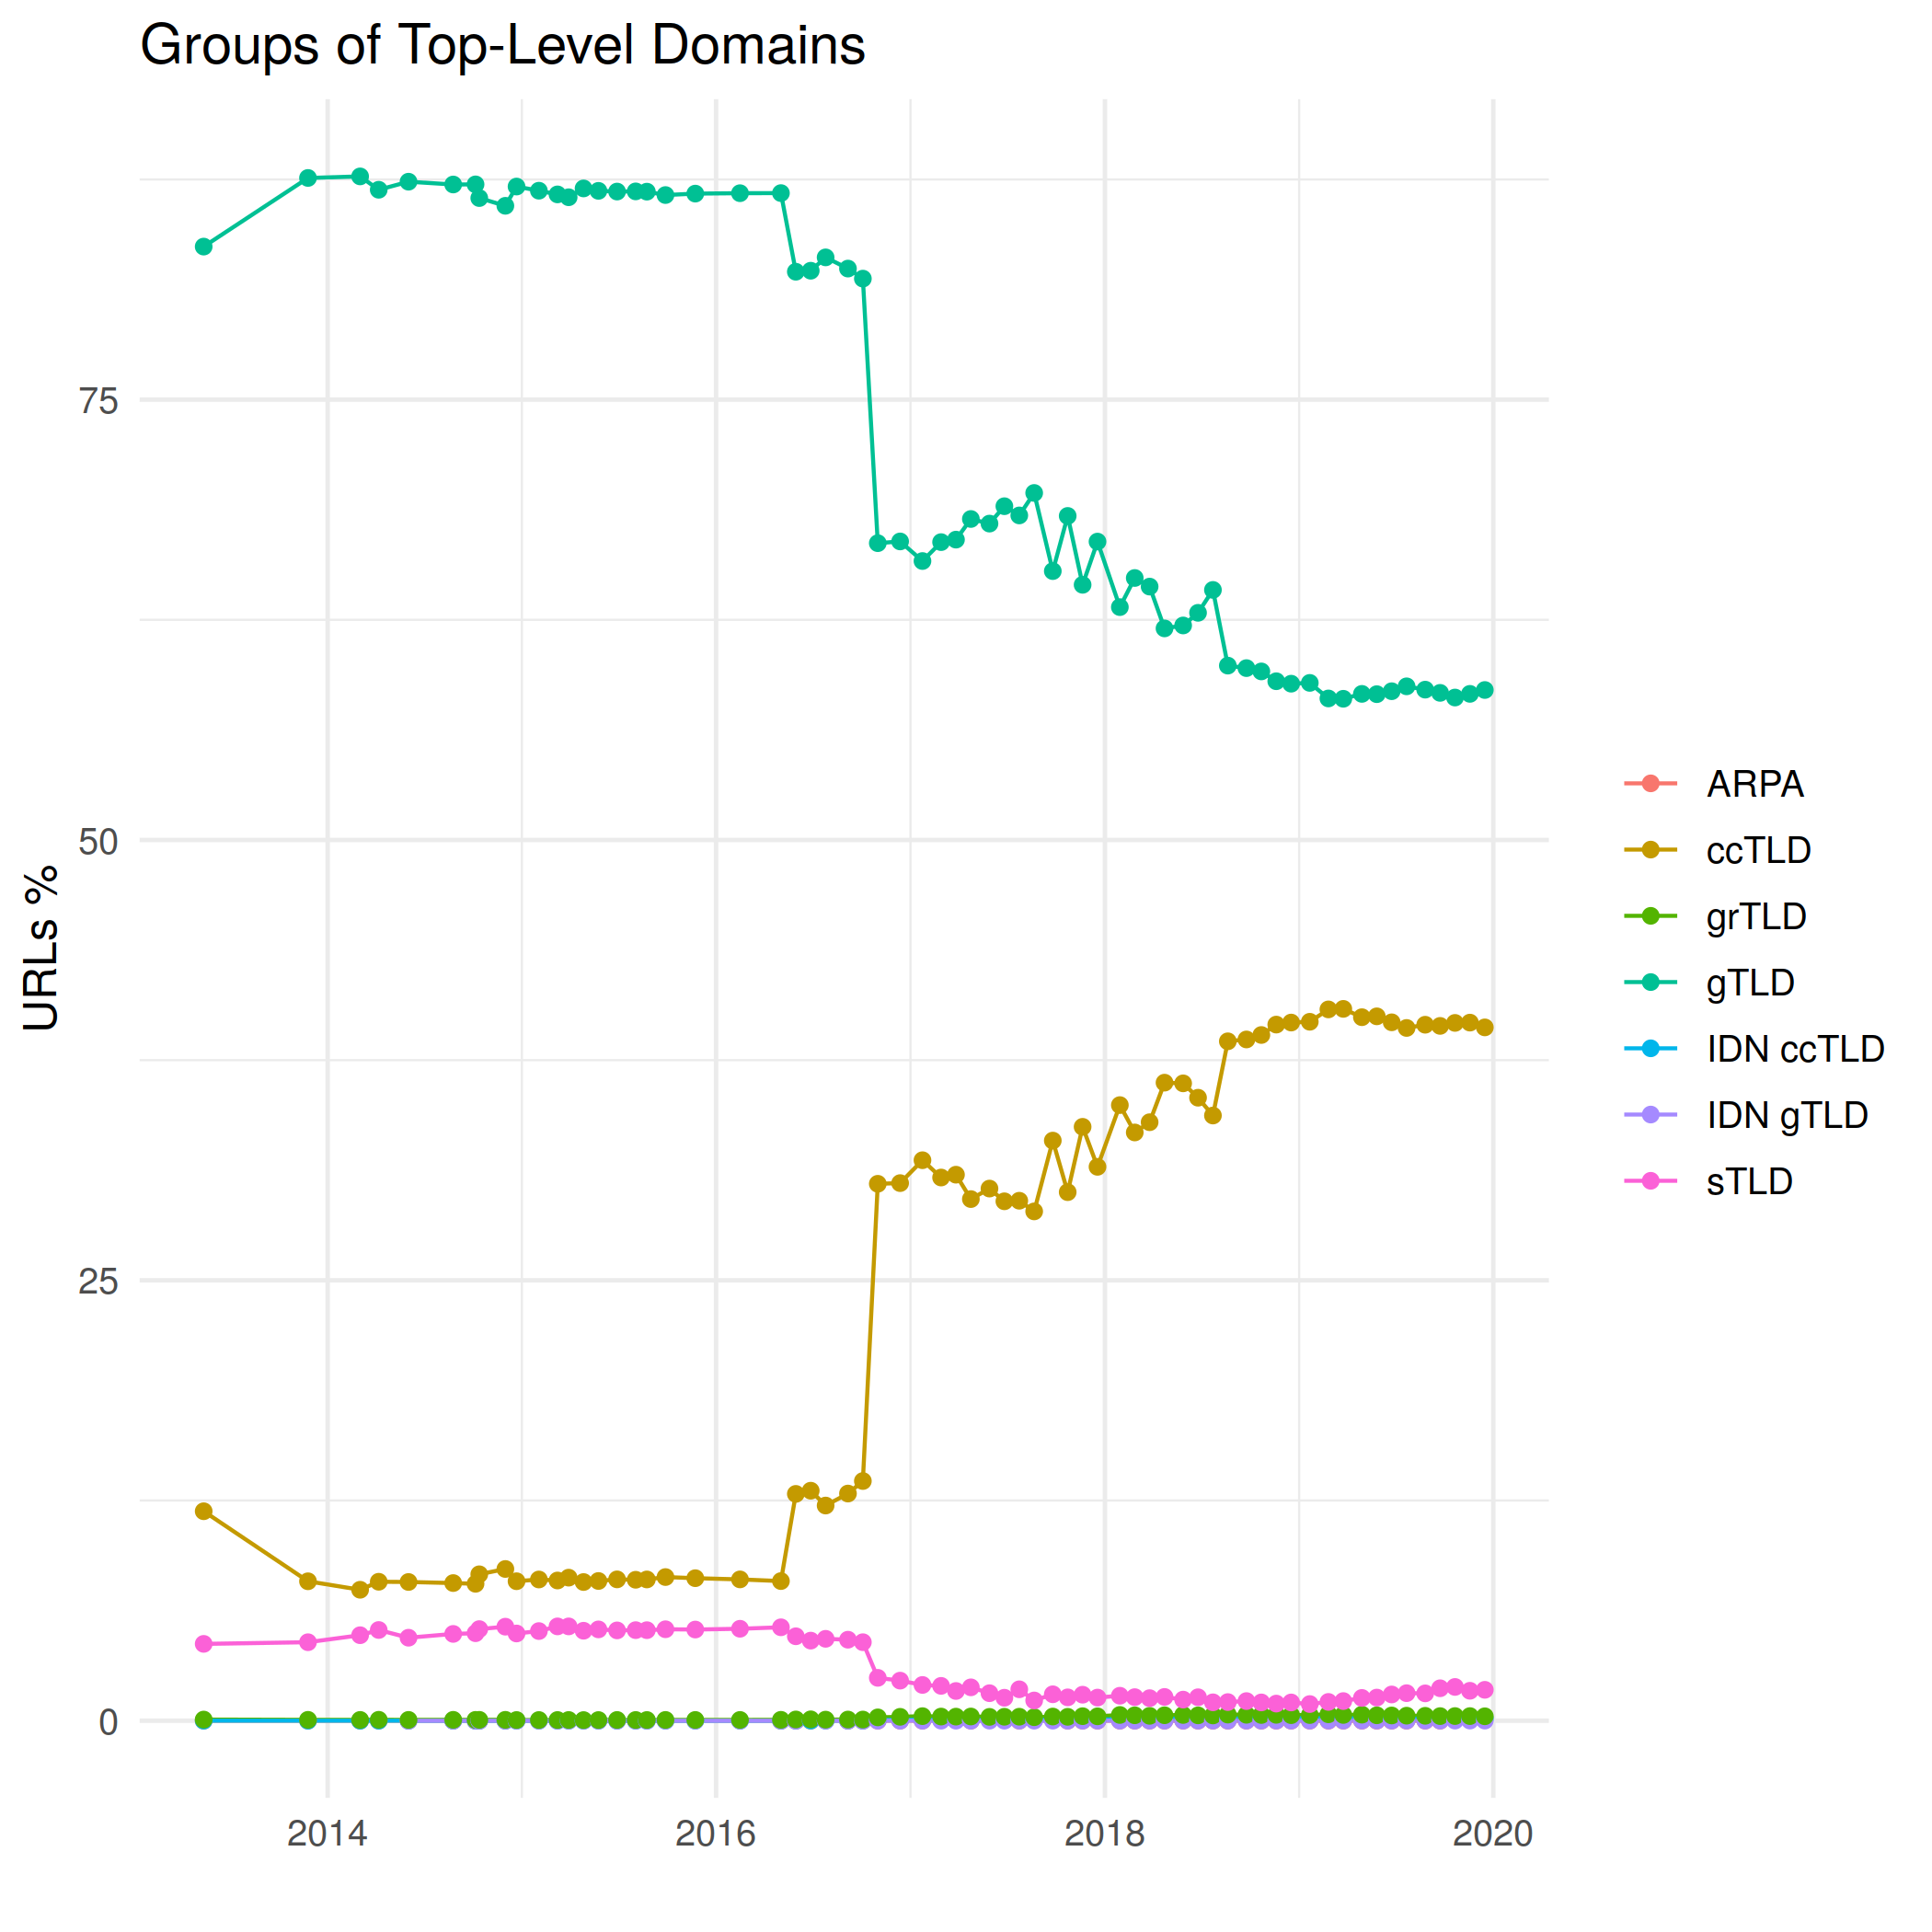 Groups of Top-Level Domains
URLs %
75
50
25
0
2014
2016
2018
2020
ARPA
ccTLD
grTLD
gTLD
IDN ccTLD
IDN gTLD
sTLD